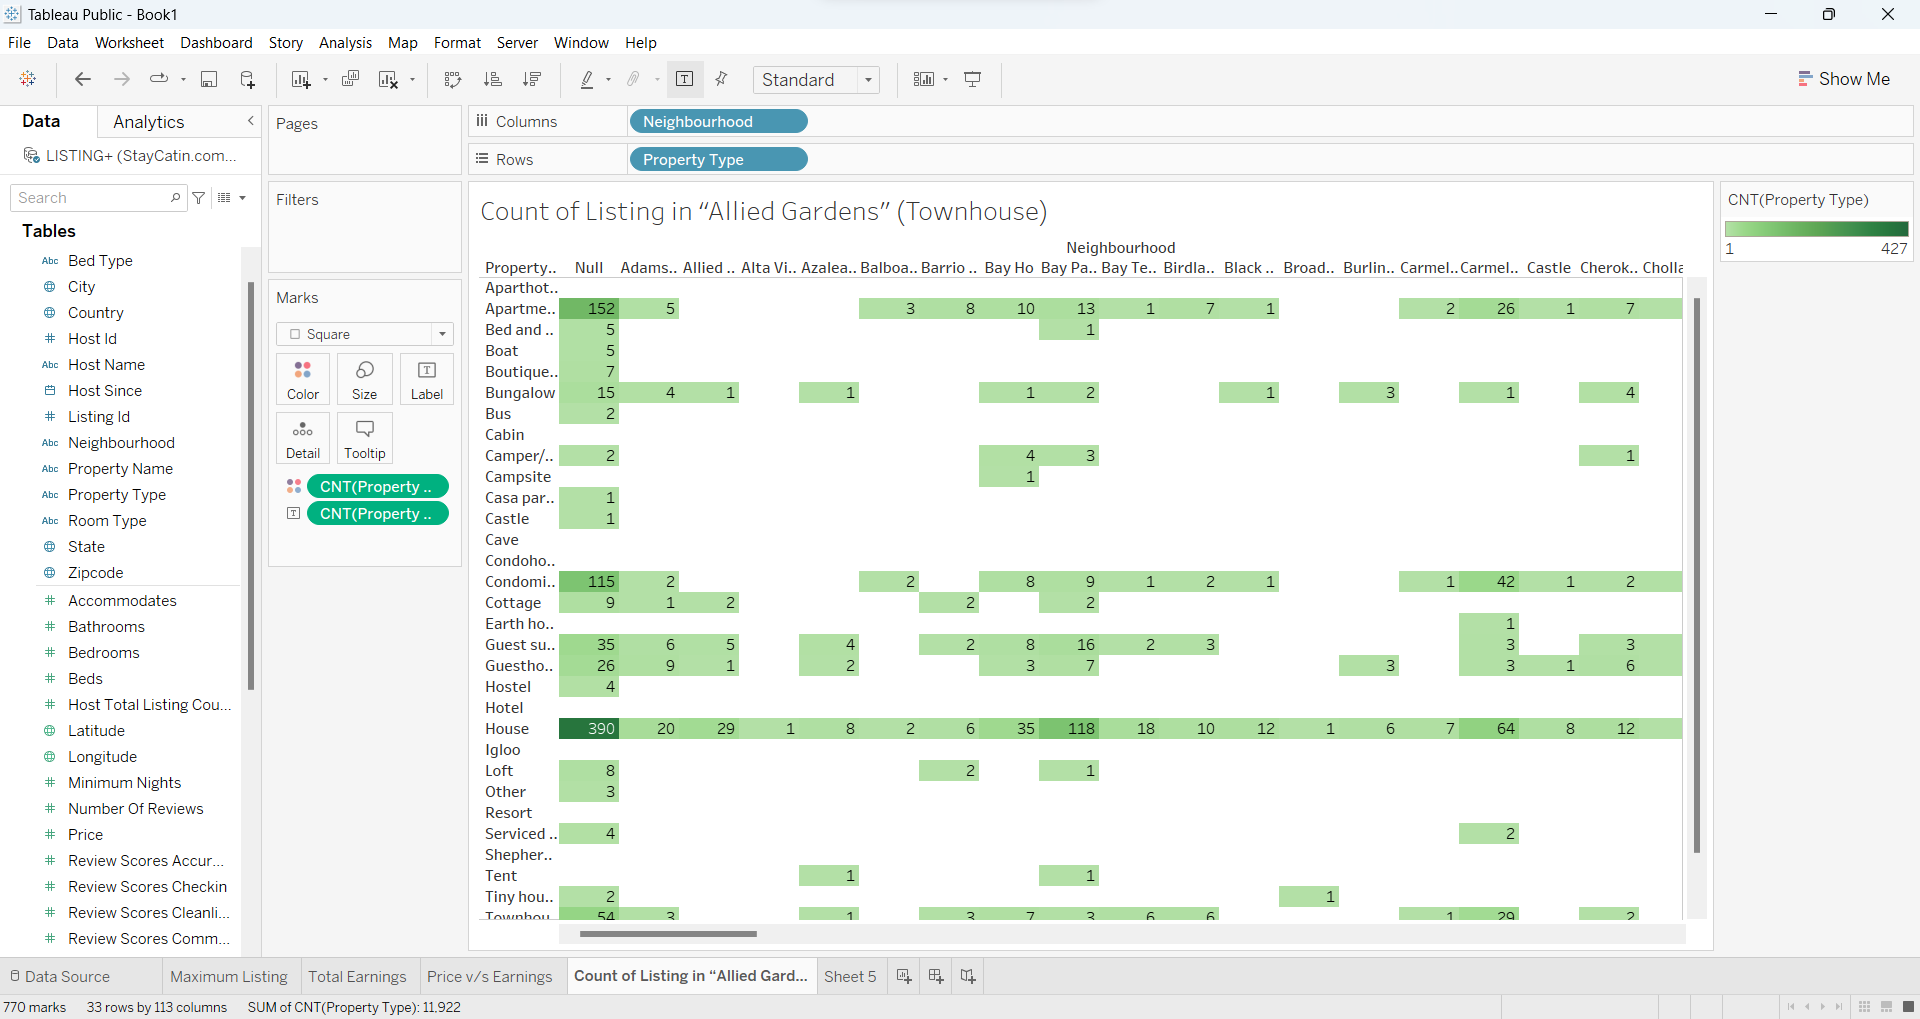 Tableau Public - Book1
File Data Worksheet Dashboard Story Analysis Map Format Server Window Help
Standard
Show Me
Data Analytics
LISTING+ (StayCatin.com...
Search
Tables
Abc Bed Type
City
Country
# Host Id
Abc Host Name
Host Since
# Listing Id
Abc Neighbourhood
Abc Property Name
Abc Property Type
Abc Room Type
State
Zipcode
# Accommodates
# Bathrooms
# Bedrooms
# Beds
# Host Total Listing Cou...
Latitude
Longitude
# Minimum Nights
# Number Of Reviews
# Price
# Review Scores Accur...
# Review Scores Checkin
# Review Scores Cleanli...
# Review Scores Comm...
Pages
Filters
Marks
Square
Color Size Label
Detail Tooltip
CNT(Property ..
CNT(Property ..
Columns Neighbourhood
Rows Property Type
Count of Listing in “Allied Gardens” (Townhouse)
Neighbourhood
Property.. Null Adams.. Allied .. Alta Vi.. Azalea.. Balboa.. Barrio .. Bay Ho Bay Pa.. Bay Te.. Birdla.. Black .. Broad.. Burlin.. Carmel.. Carmel.. Castle Cherok.. Cholla
Aparthot..
Apartme.. 152 5 3 8 10 13 1 7 1 2 26 1 7
Bed and .. 5 1
Boat 5
Boutique.. 7
Bungalow 15 4 1 1 1 2 1 3 1 4
Bus 2
Cabin
Camper/.. 2 4 3 1
Campsite 1
Casa par.. 1
Castle 1
Cave
Condoho..
Condomi.. 115 2 2 8 9 1 2 1 1 42 1 2
Cottage 9 1 2 2 2
Earth ho.. 1
Guest su.. 35 6 5 4 2 8 16 2 3 3 3
Guestho.. 26 9 1 2 3 7 3 3 1 6
Hostel 4
Hotel
House 390 20 29 1 8 2 6 35 118 18 10 12 1 6 7 64 8 12
Igloo
Loft 8 2 1
Other 3
Resort
Serviced .. 4 2
Shepher..
Tent 1 1
Tiny hou.. 2 1
Townhou.. 54 3 1 3 7 3 6 6 1 29 2
CNT(Property Type)
1 427
Data Source Maximum Listing Total Earnings Price v/s Earnings Count of Listing in “Allied Gard... Sheet 5
770 marks 33 rows by 113 columns SUM of CNT(Property Type): 11,922